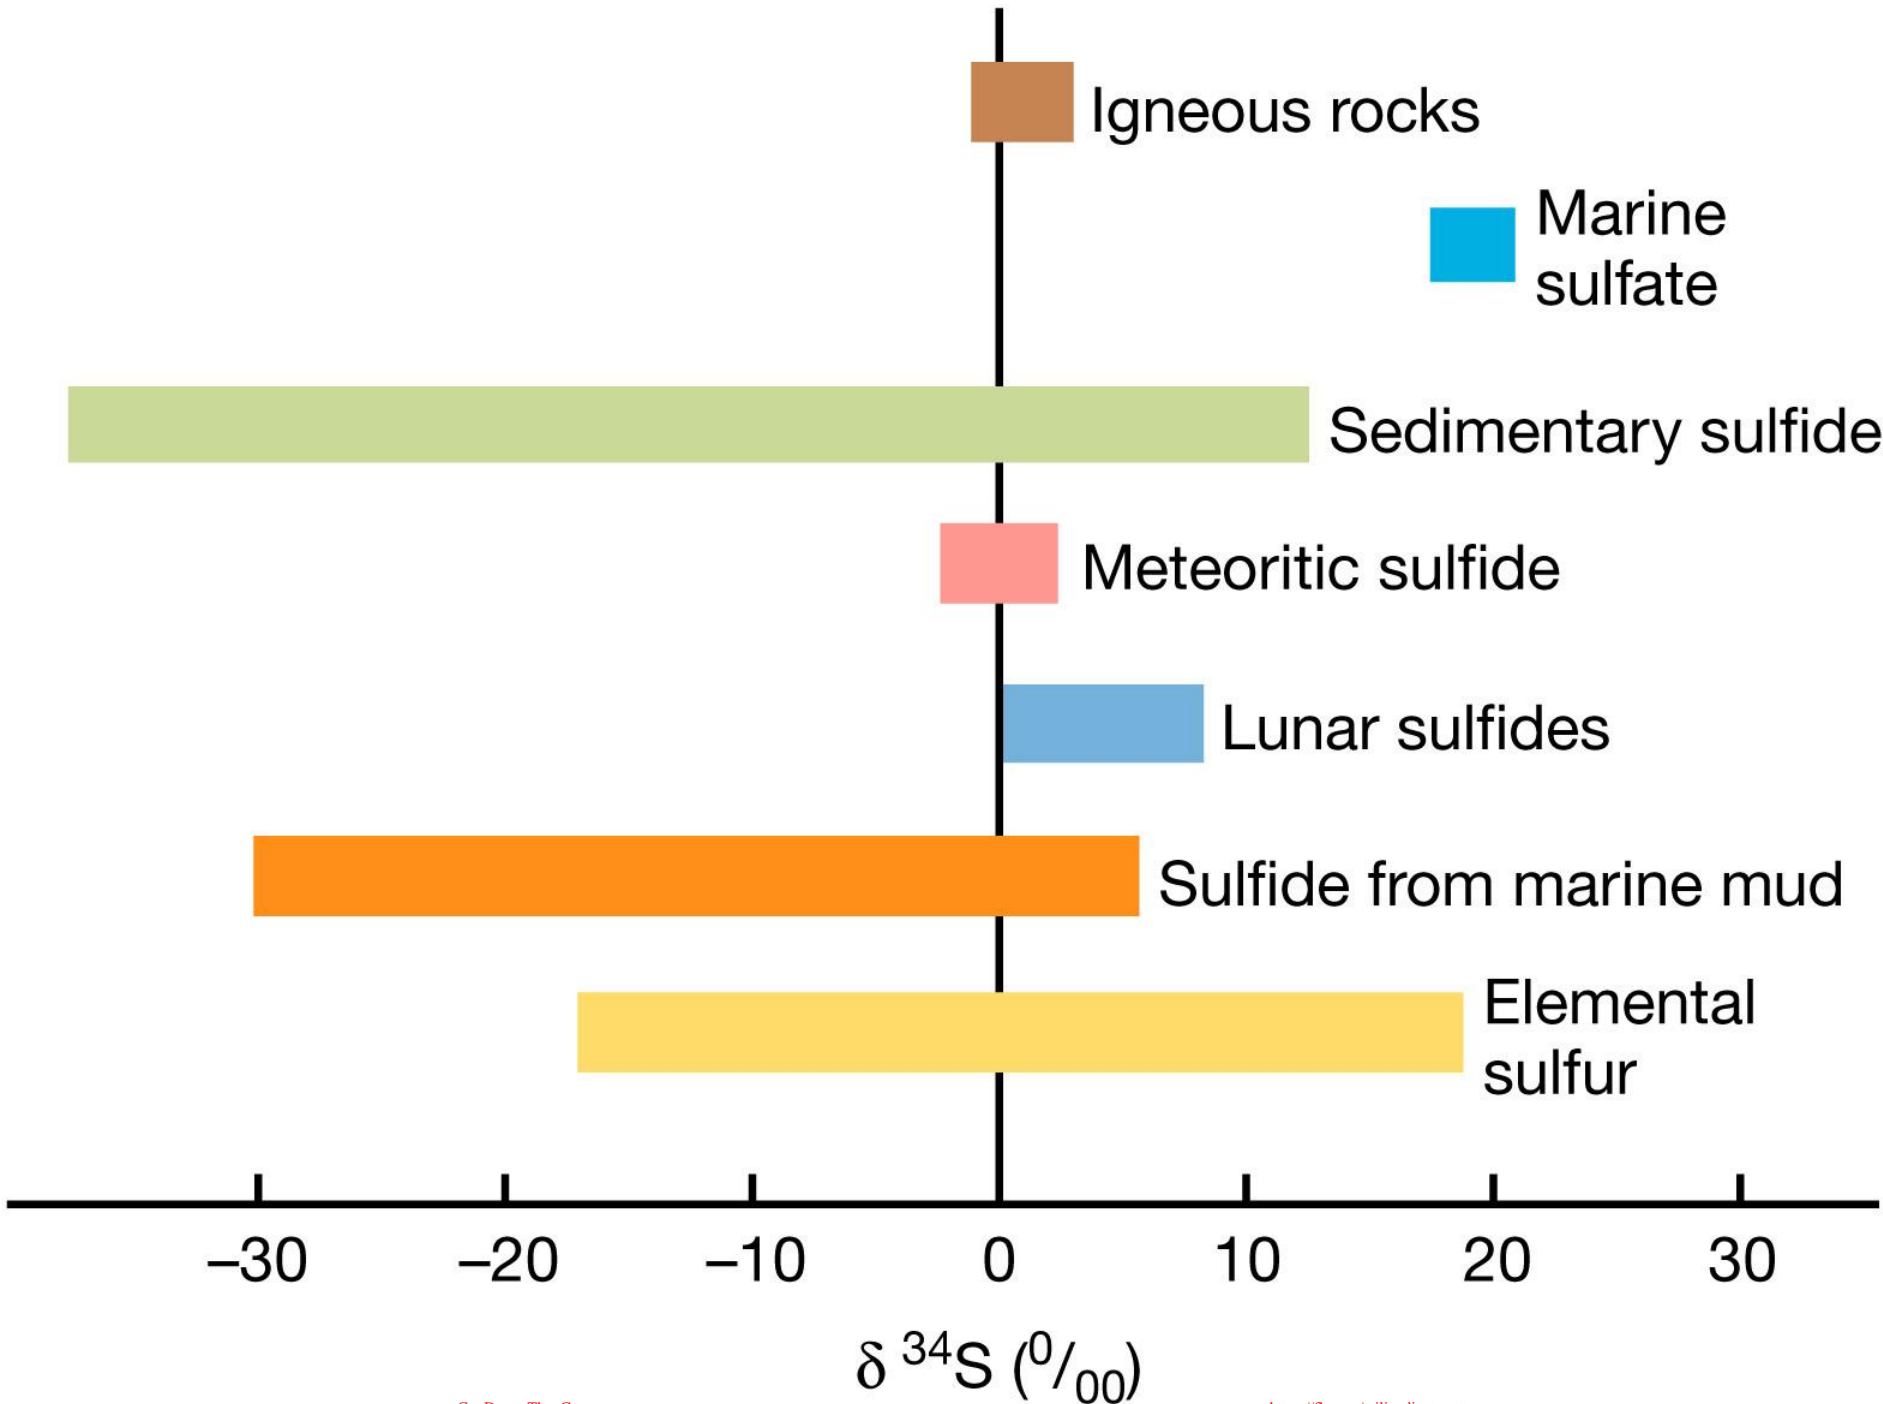 Igneous rocks
Marine
sulfate
Sedimentary sulfide
Meteoritic sulfide
Lunar sulfides
Sulfide from marine mud
Elemental
sulfur
–30 –20 –10 0 10 20 30
δ ³⁴S (⁰/₀₀)